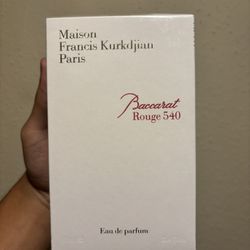 Maison
Francis Kurkdjian
Paris
Baccarat
Rouge 540
Eau de parfum